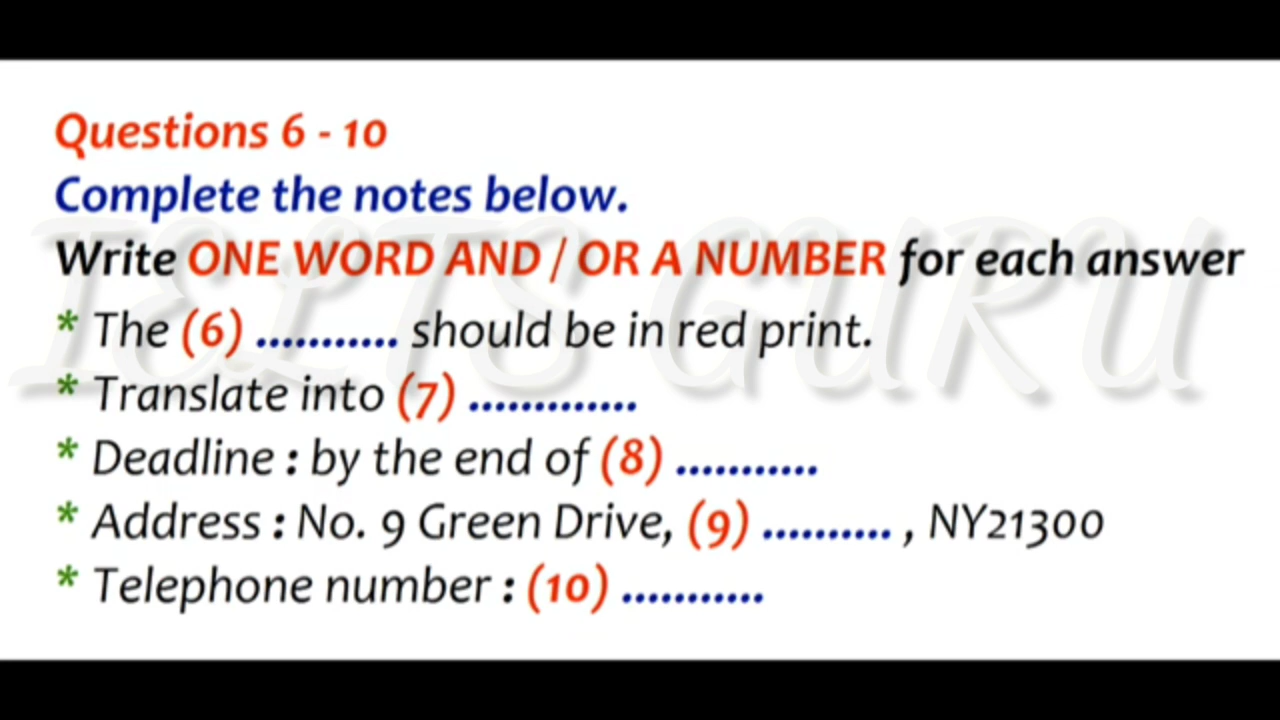 Questions 6 - 10
Complete the notes below.
Write ONE WORD AND / OR A NUMBER for each answer
* The (6) ........... should be in red print.
* Translate into (7) .............
* Deadline : by the end of (8) ...........
* Address : No. 9 Green Drive, (9) .......... , NY21300
* Telephone number : (10) ...........
IELTS GURU